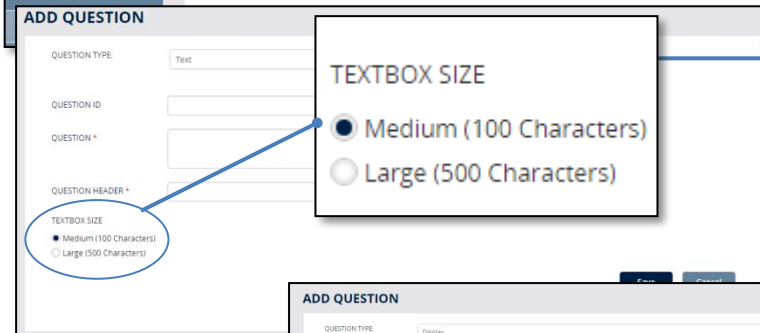 ADD QUESTION
QUESTION TYPE:
Text
QUESTION ID
QUESTION *
QUESTION HEADER *
TEXTBOX SIZE
Medium (100 Characters)
Large (500 Characters)
TEXTBOX SIZE
Medium (100 Characters)
Large (500 Characters)
Save
Cancel
ADD QUESTION
QUESTION TYPE:
Display